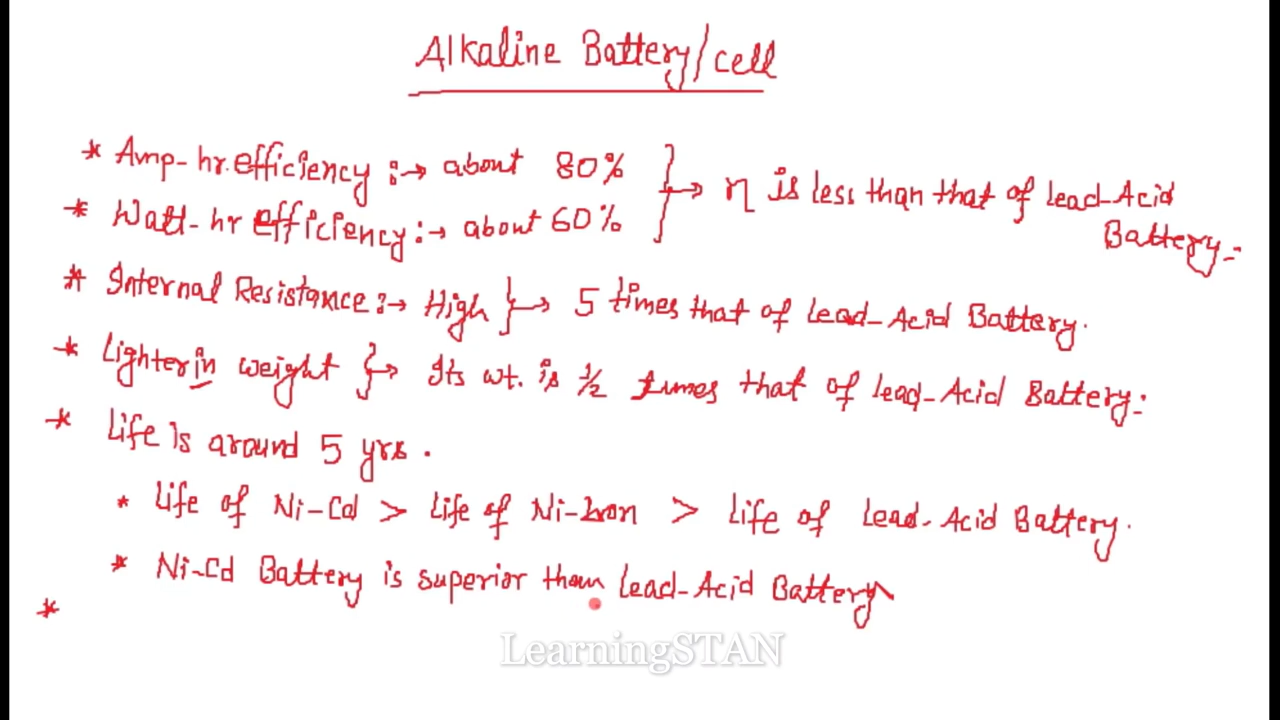 Alkaline Battery/cell
* Amp-hr. efficiency :→ about 80% } → η is less than that of lead-Acid Battery:-
* Watt-hr efficiency :→ about 60%
* Internal Resistance :→ High } → 5 times that of lead-Acid Battery.
* Lighter in weight } → Its wt. is 1/2 times that of lead-Acid Battery:-
* Life is around 5 yrs.
* Life of Ni-Cd > life of Ni-Iron > life of Lead-Acid Battery.
* Ni-Cd Battery is superior than lead-Acid Battery
*
LearningSTAN